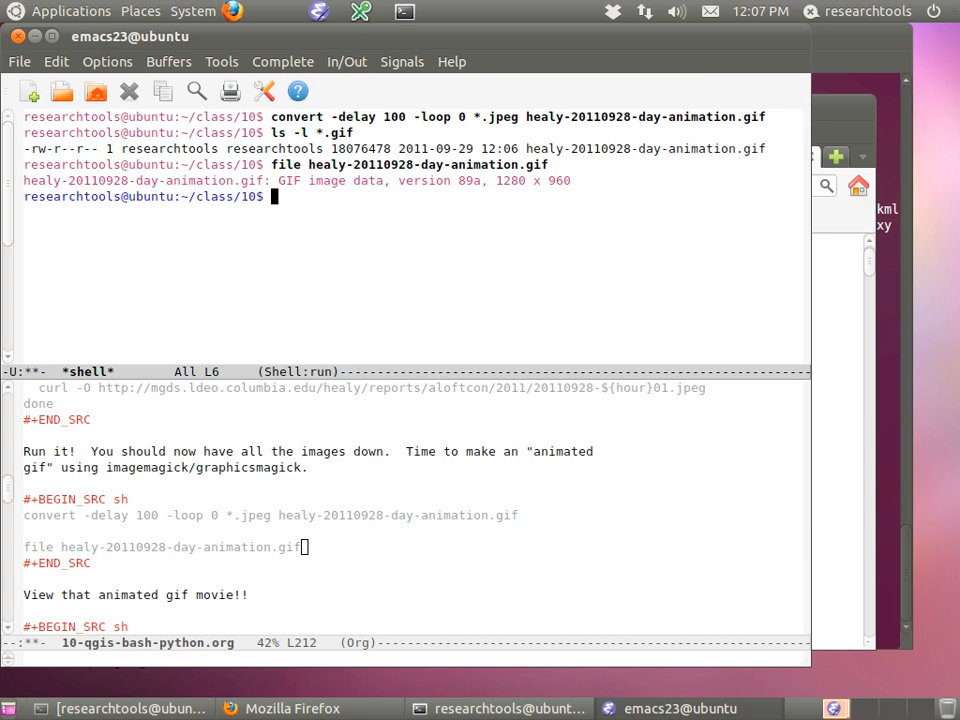 Applications Places System 12:07 PM researchtools
emacs23@ubuntu
File Edit Options Buffers Tools Complete In/Out Signals Help
researchtools@ubuntu:~/class/10$ convert -delay 100 -loop 0 *.jpeg healy-20110928-day-animation.gif
researchtools@ubuntu:~/class/10$ ls -l *.gif
-rw-r--r-- 1 researchtools researchtools 18076478 2011-09-29 12:06 healy-20110928-day-animation.gif
researchtools@ubuntu:~/class/10$ file healy-20110928-day-animation.gif
healy-20110928-day-animation.gif: GIF image data, version 89a, 1280 x 960
researchtools@ubuntu:~/class/10$
kml
xy
-U:**- *shell* All L6 (Shell:run)
curl -O http://mgds.ldeo.columbia.edu/healy/reports/aloftcon/2011/20110928-${hour}01.jpeg
done
#+END_SRC
Run it! You should now have all the images down. Time to make an "animated
gif" using imagemagick/graphicsmagick.
#+BEGIN_SRC sh
convert -delay 100 -loop 0 *.jpeg healy-20110928-day-animation.gif
file healy-20110928-day-animation.gif
#+END_SRC
View that animated gif movie!!
#+BEGIN_SRC sh
--:**- 10-qgis-bash-python.org 42% L212 (Org)
[researchtools@ubun... Mozilla Firefox researchtools@ubuntu:... emacs23@ubuntu